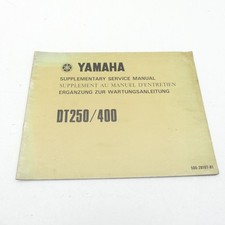 YAMAHA
SUPPLEMENTARY SERVICE MANUAL
SUPPLEMENT AU MANUEL D'ENTRETIEN
ERGÄNZUNG ZUR WARTUNGSANLEITUNG
DT250/400